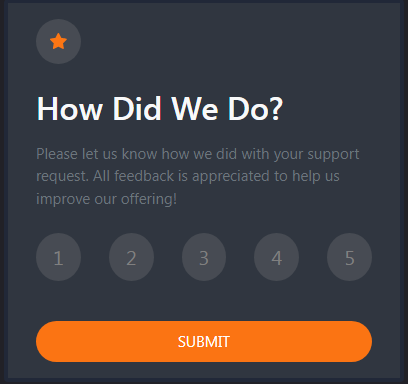 How Did We Do?
Please let us know how we did with your support
request. All feedback is appreciated to help us
improve our offering!
1 2 3 4 5
SUBMIT